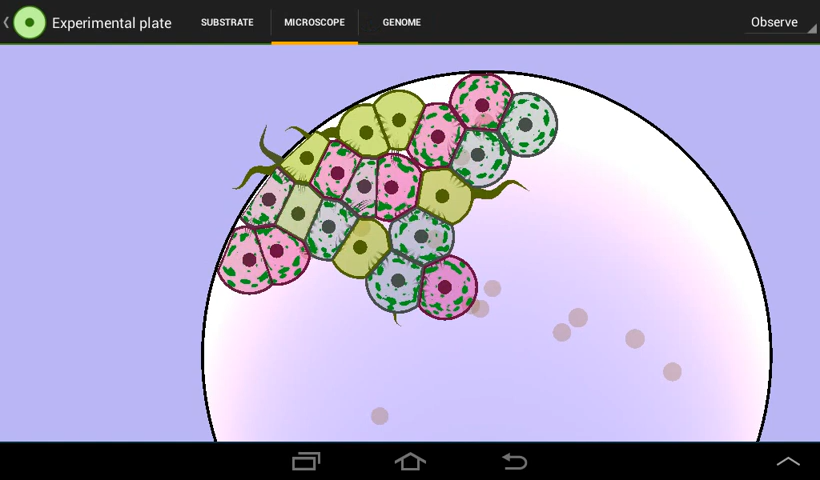 Experimental plate
SUBSTRATE
MICROSCOPE
GENOME
Observe